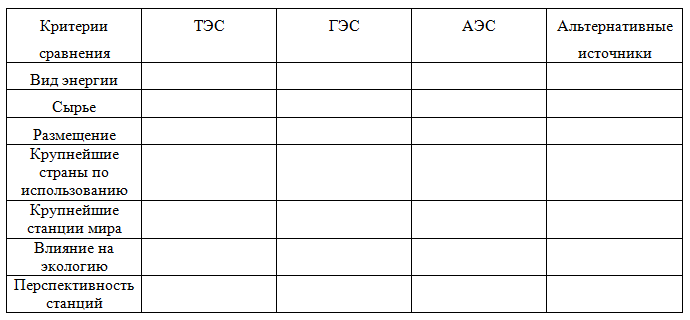 Критерии
сравнения
ТЭС
ГЭС
АЭС
Альтернативные
источники
Вид энергии
Сырье
Размещение
Крупнейшие
страны по
использованию
Крупнейшие
станции мира
Влияние на
экологию
Перспективность
станций